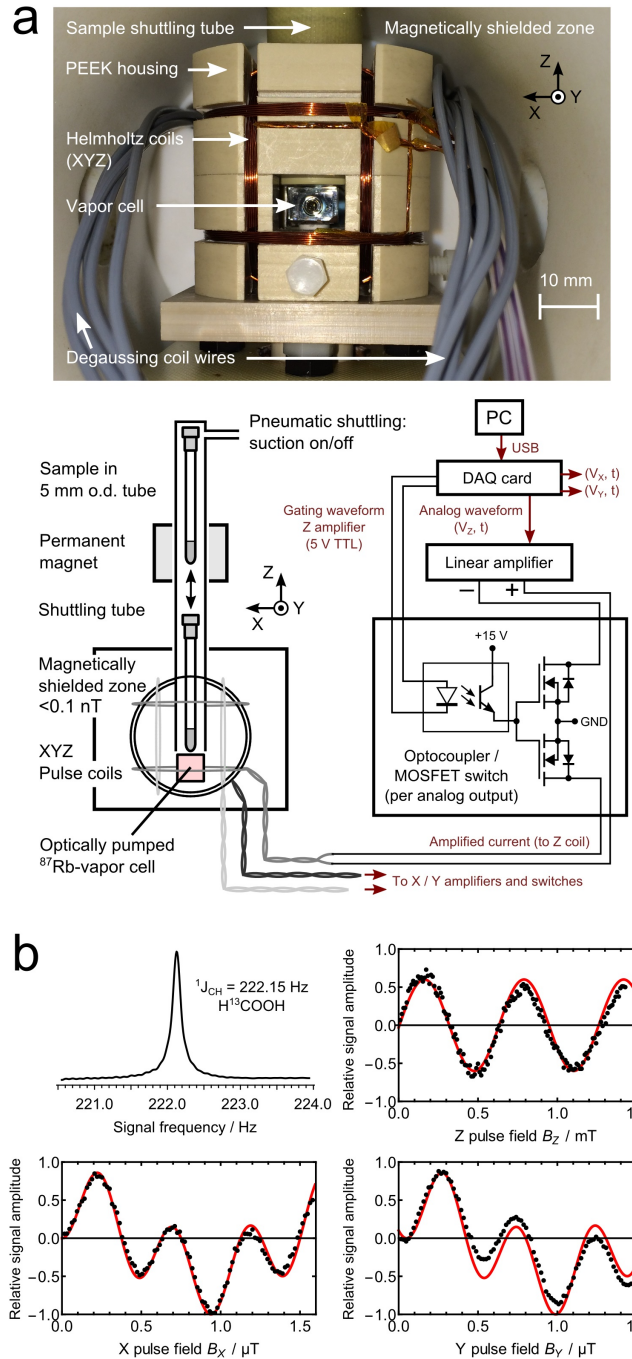 a
Sample shuttling tube
Magnetically shielded zone
PEEK housing
Z
X
Y
Helmholtz coils
(XYZ)
Vapor cell
10 mm
Degaussing coil wires
Pneumatic shuttling:
suction on/off
Sample in
5 mm o.d. tube
Permanent
magnet
Shuttling tube
Z
X
Y
Magnetically
shielded zone
<0.1 nT
XYZ
Pulse coils
Optically pumped
⁸⁷Rb-vapor cell
PC
USB
DAQ card
(V_X, t)
(V_Y, t)
Gating waveform
Z amplifier
(5 V TTL)
Analog waveform
(V_Z, t)
Linear amplifier
− +
+15 V
GND
Optocoupler /
MOSFET switch
(per analog output)
Amplified current (to Z coil)
To X / Y amplifiers and switches
b
¹J_CH = 222.15 Hz
H¹³COOH
221.0 222.0 223.0 224.0
Signal frequency / Hz
Relative signal amplitude
1.0
0.5
0.0
−0.5
−1.0
0.0 0.5 1.0 1.5
Z pulse field B_Z / mT
Relative signal amplitude
1.0
0.5
0.0
-0.5
-1.0
0.0 0.5 1.0 1.5
X pulse field B_X / μT
Relative signal amplitude
1.0
0.5
0.0
−0.5
−1.0
0.0 0.5 1.0 1.5
Y pulse field B_Y / μT